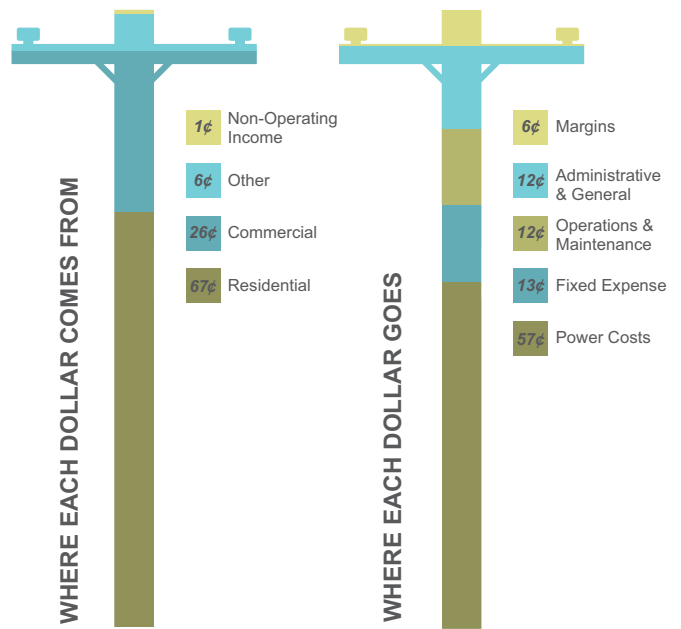 WHERE EACH DOLLAR COMES FROM
1¢
Non-Operating
Income
6¢
Other
26¢
Commercial
67¢
Residential
WHERE EACH DOLLAR GOES
6¢
Margins
12¢
Administrative
& General
12¢
Operations &
Maintenance
13¢
Fixed Expense
57¢
Power Costs